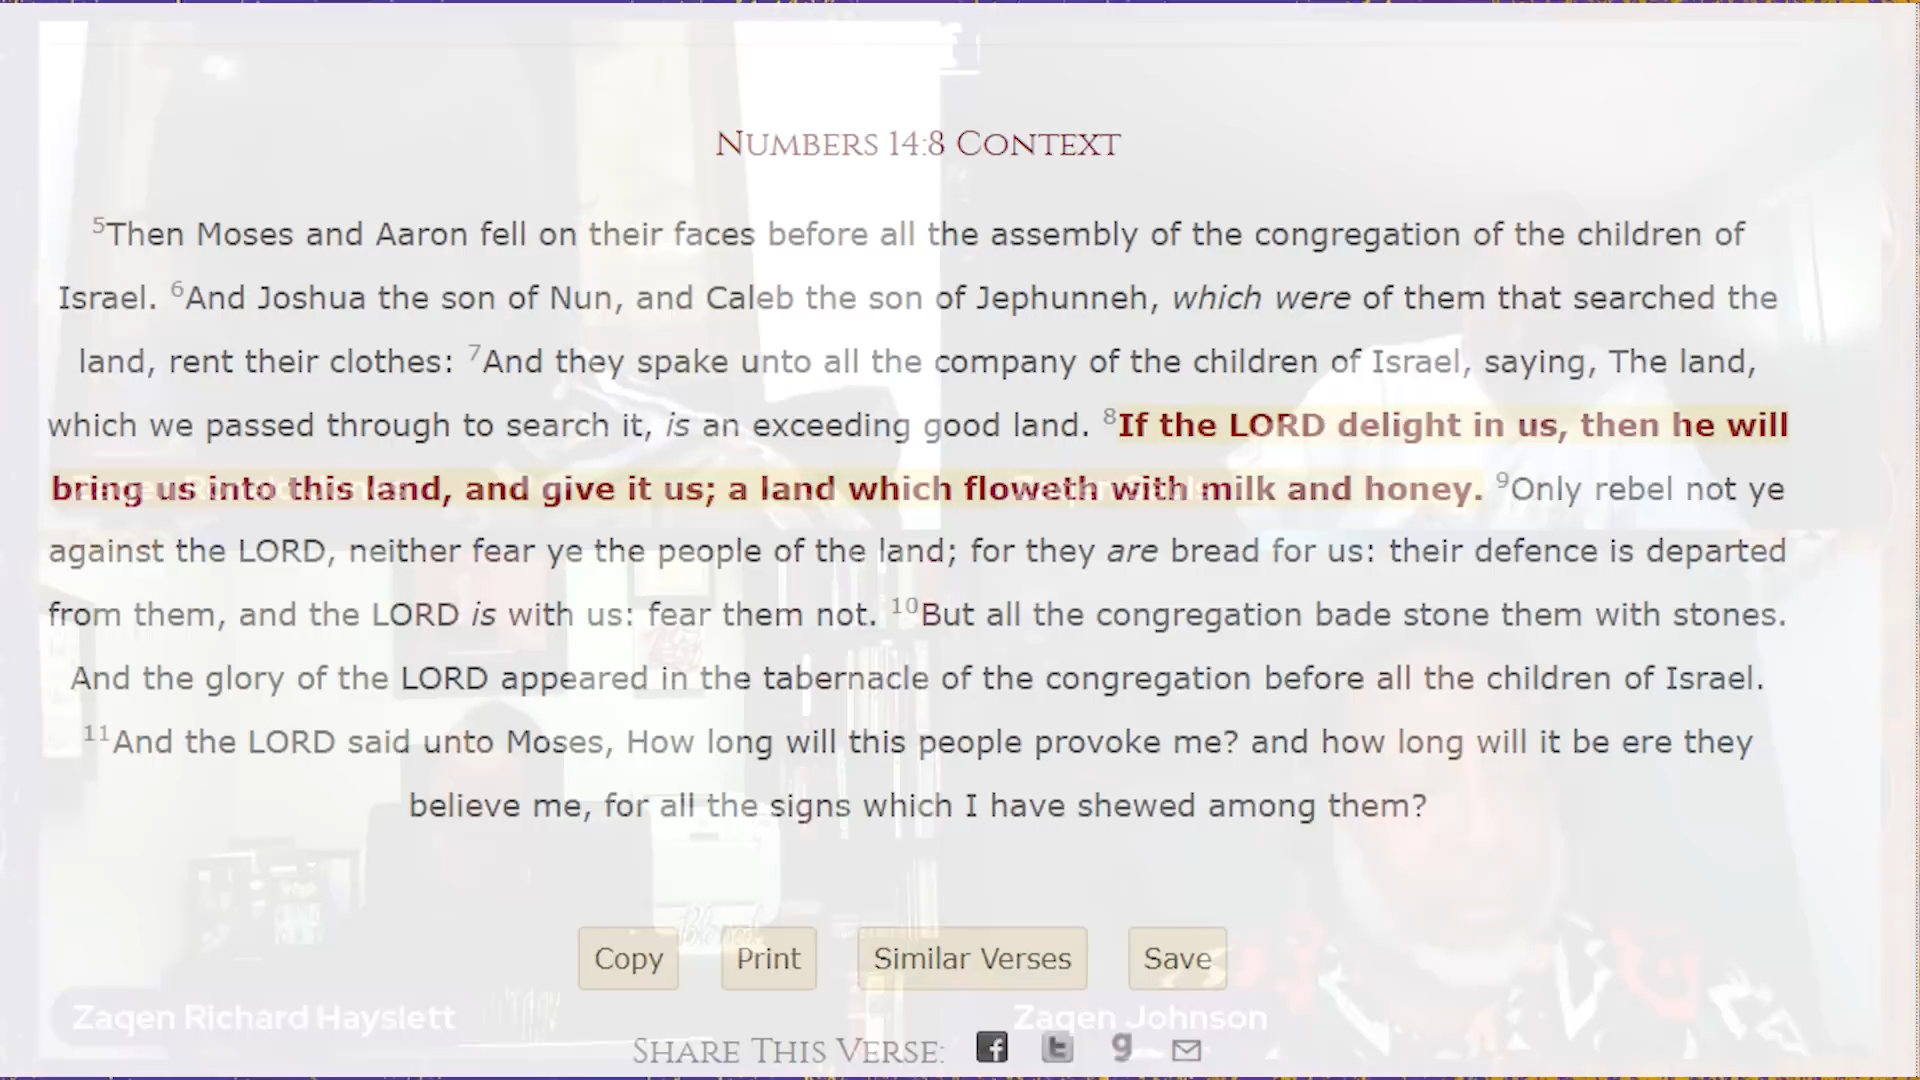 Numbers 14:8 Context
5Then Moses and Aaron fell on their faces before all the assembly of the congregation of the children of
Israel. 6And Joshua the son of Nun, and Caleb the son of Jephunneh, which were of them that searched the
land, rent their clothes: 7And they spake unto all the company of the children of Israel, saying, The land,
which we passed through to search it, is an exceeding good land. 8If the LORD delight in us, then he will
bring us into this land, and give it us; a land which floweth with milk and honey. 9Only rebel not ye
against the LORD, neither fear ye the people of the land; for they are bread for us: their defence is departed
from them, and the LORD is with us: fear them not. 10But all the congregation bade stone them with stones.
And the glory of the LORD appeared in the tabernacle of the congregation before all the children of Israel.
11And the LORD said unto Moses, How long will this people provoke me? and how long will it be ere they
believe me, for all the signs which I have shewed among them?
Blessed
Copy Print Similar Verses Save
Zaqen Richard Hayslett Zaqen Johnson
Share This Verse: